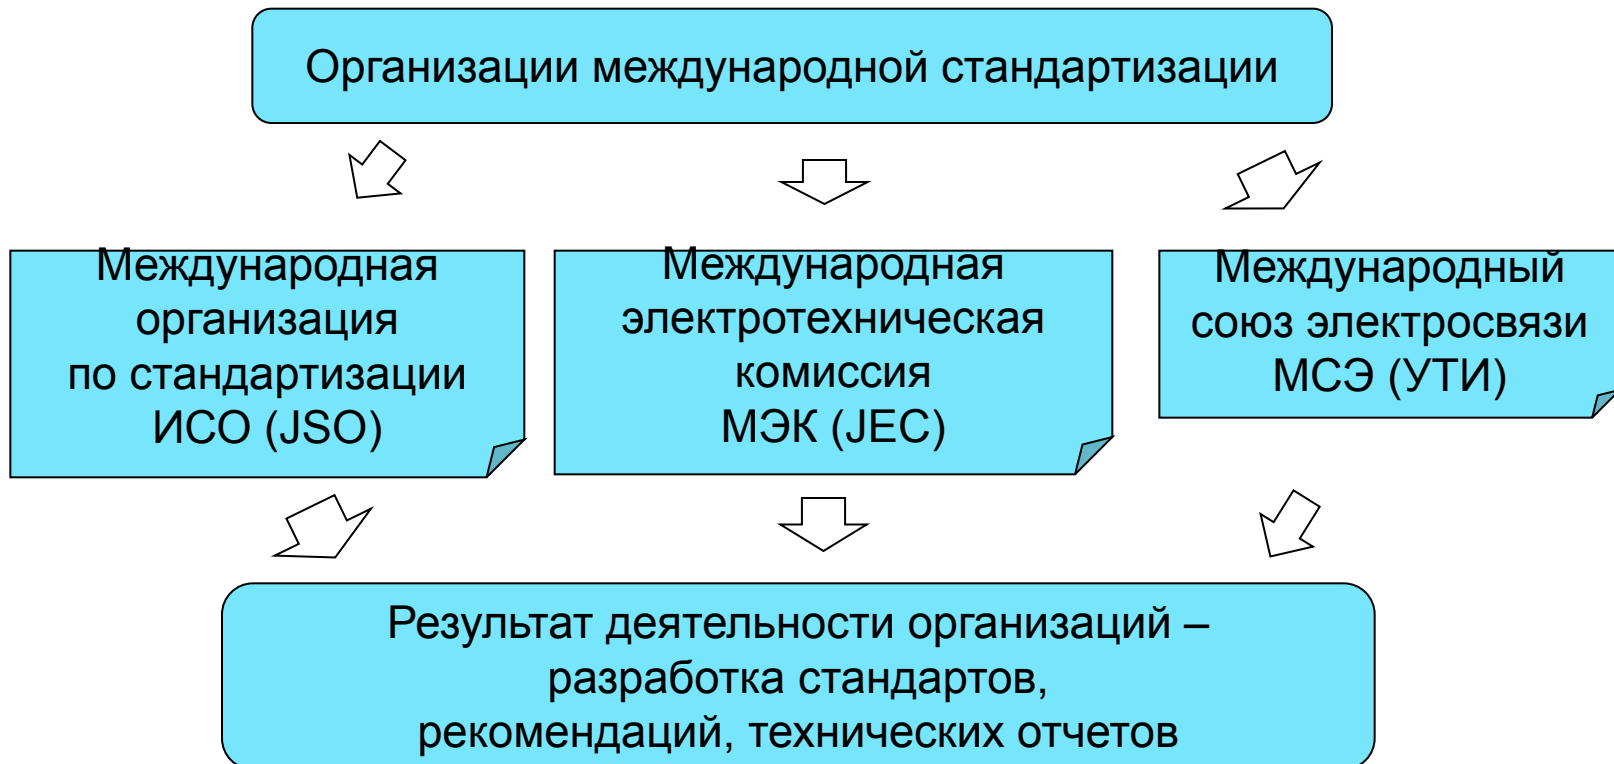 Организации международной стандартизации
Международная
организация
по стандартизации
ИСО (JSO)
Международная
электротехническая
комиссия
МЭК (JEC)
Международный
союз электросвязи
МСЭ (УТИ)
Результат деятельности организаций –
разработка стандартов,
рекомендаций, технических отчетов